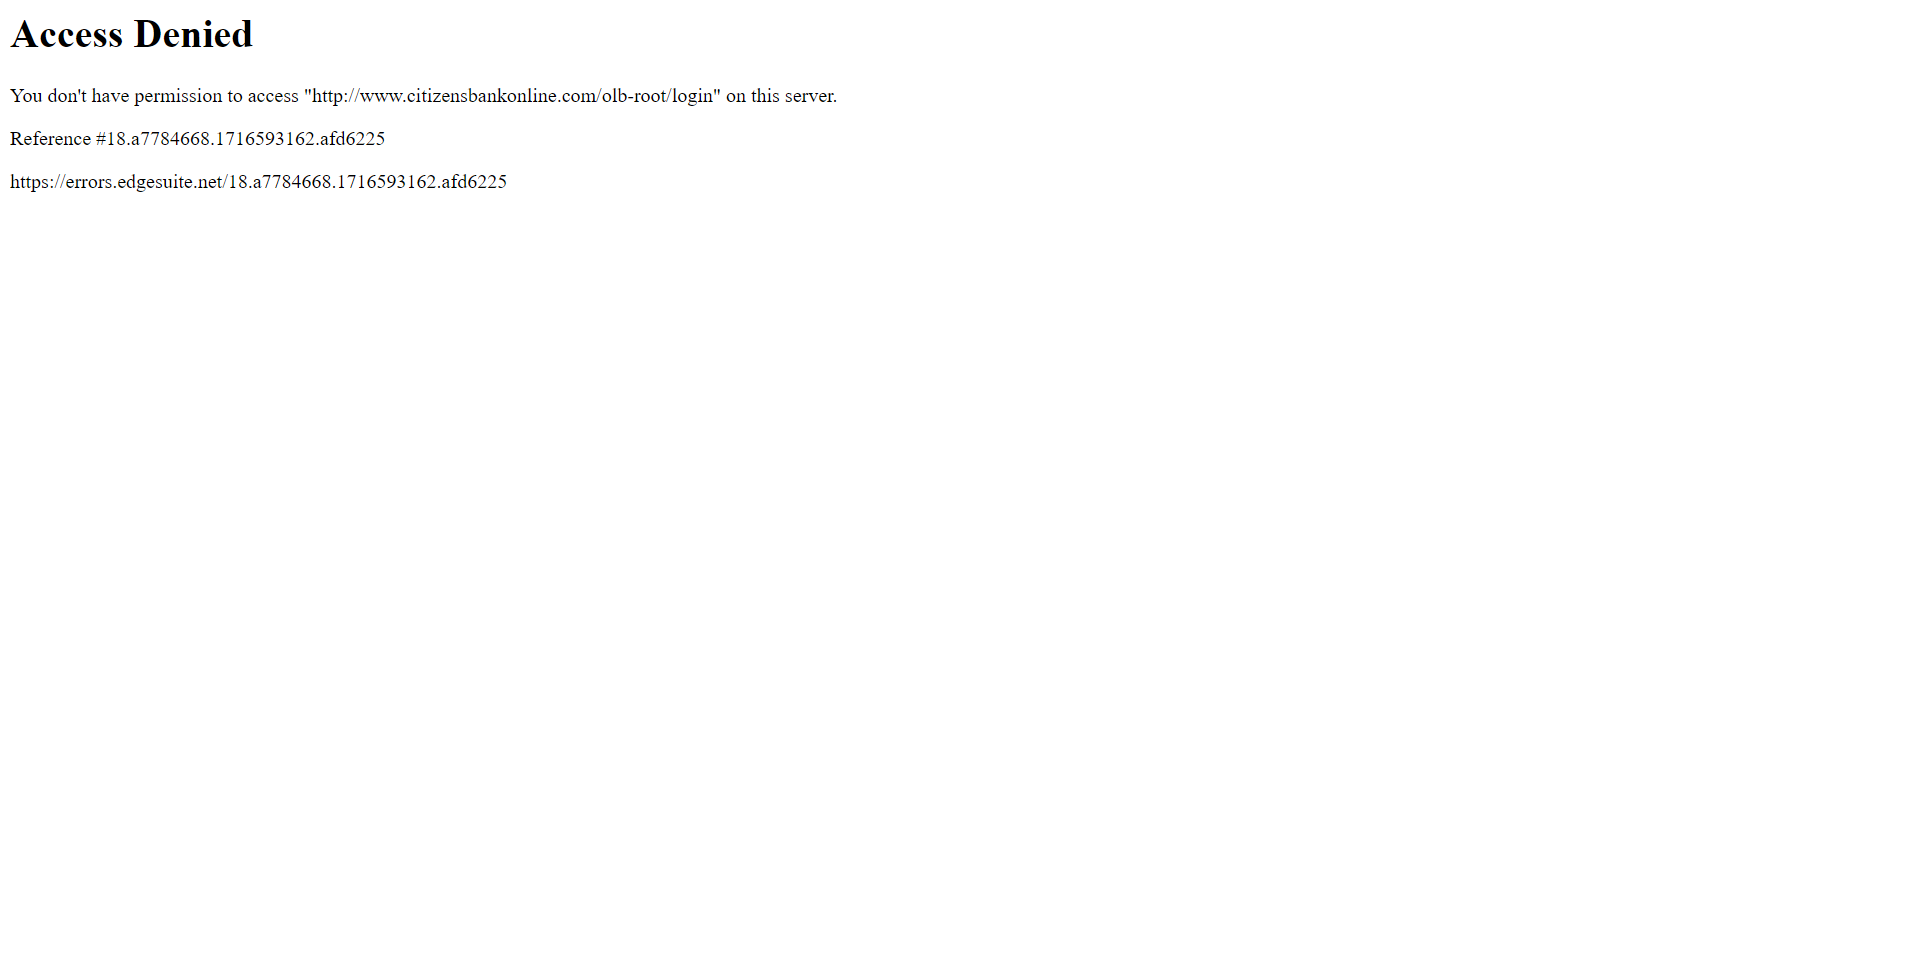 Access Denied
You don't have permission to access "http://www.citizensbankonline.com/olb-root/login" on this server.
Reference #18.a7784668.1716593162.afd6225
https://errors.edgesuite.net/18.a7784668.1716593162.afd6225